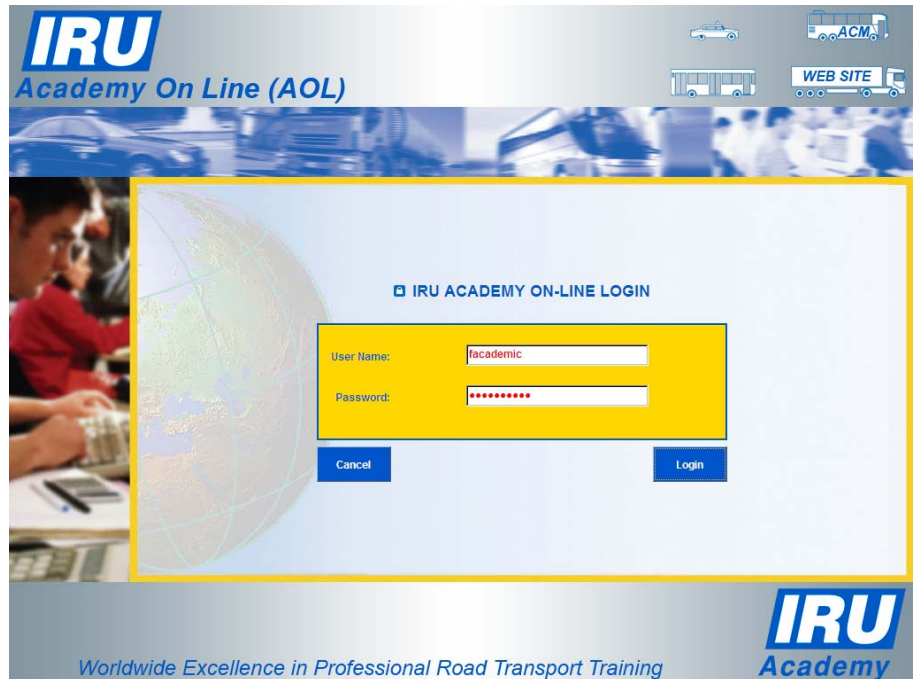 IRU
Academy On Line (AOL)
ACM
WEB SITE
IRU ACADEMY ON-LINE LOGIN
User Name:
facademic
Password:
••••••••••
Cancel
Login
IRU
Academy
Worldwide Excellence in Professional Road Transport Training